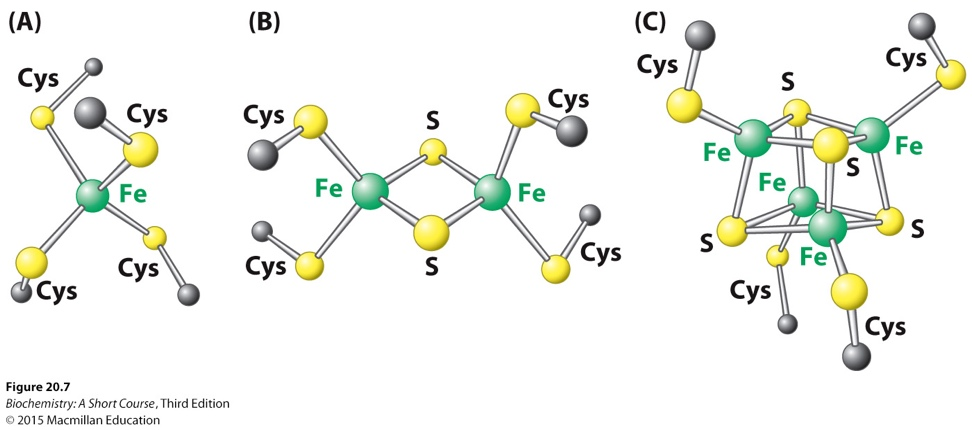 (A)
Cys
Cys
Fe
Cys
Cys
(B)
Cys
S
Cys
Fe
Fe
Cys
S
Cys
(C)
Cys
S
Cys
Fe
S
Fe
Fe
S
Fe
S
Cys
Cys
Figure 20.7
Biochemistry: A Short Course, Third Edition
© 2015 Macmillan Education